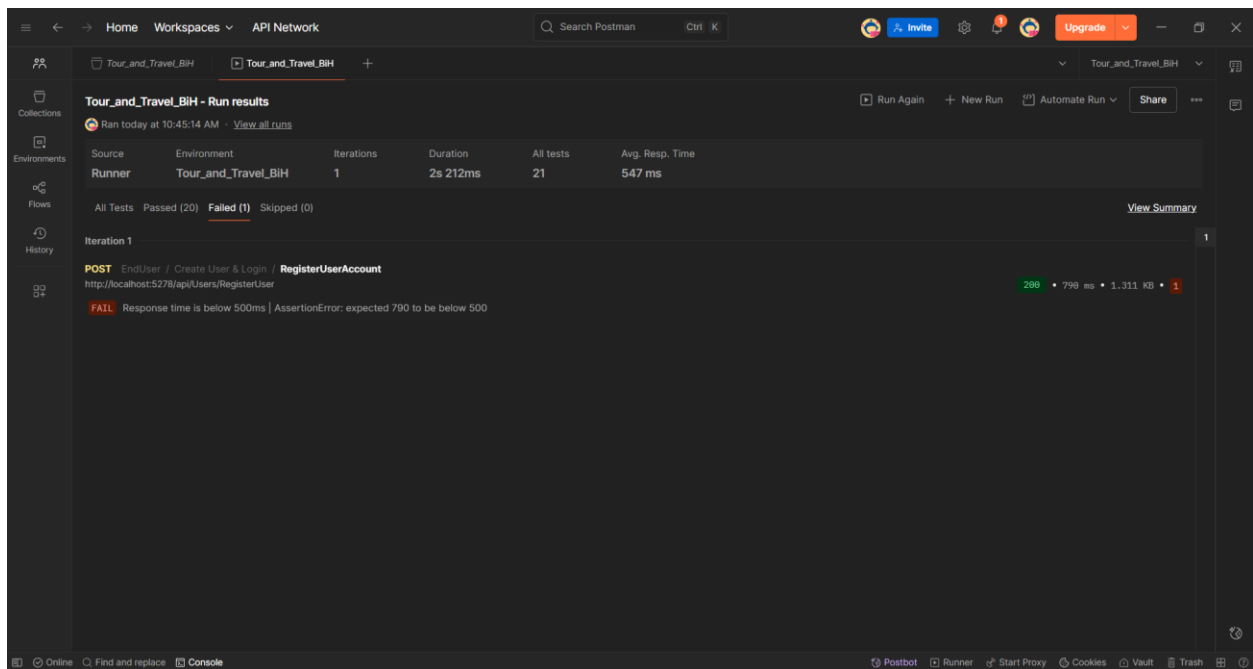 Home Workspaces API Network Search Postman Ctrl K Invite 1 Upgrade
Tour_and_Travel_BiH Tour_and_Travel_BiH Tour_and_Travel_BiH
Collections
Environments
Flows
History
Tour_and_Travel_BiH - Run results Run Again New Run Automate Run Share
Ran today at 10:45:14 AM · View all runs
Source Environment Iterations Duration All tests Avg. Resp. Time
Runner Tour_and_Travel_BiH 1 2s 212ms 21 547 ms
All Tests Passed (20) Failed (1) Skipped (0) View Summary
Iteration 1 1
POST EndUser / Create User & Login / RegisterUserAccount
http://localhost:5278/api/Users/RegisterUser 200 • 790 ms • 1.311 KB • 1
FAIL Response time is below 500ms | AssertionError: expected 790 to be below 500
Online Find and replace Console Postbot Runner Start Proxy Cookies Vault Trash